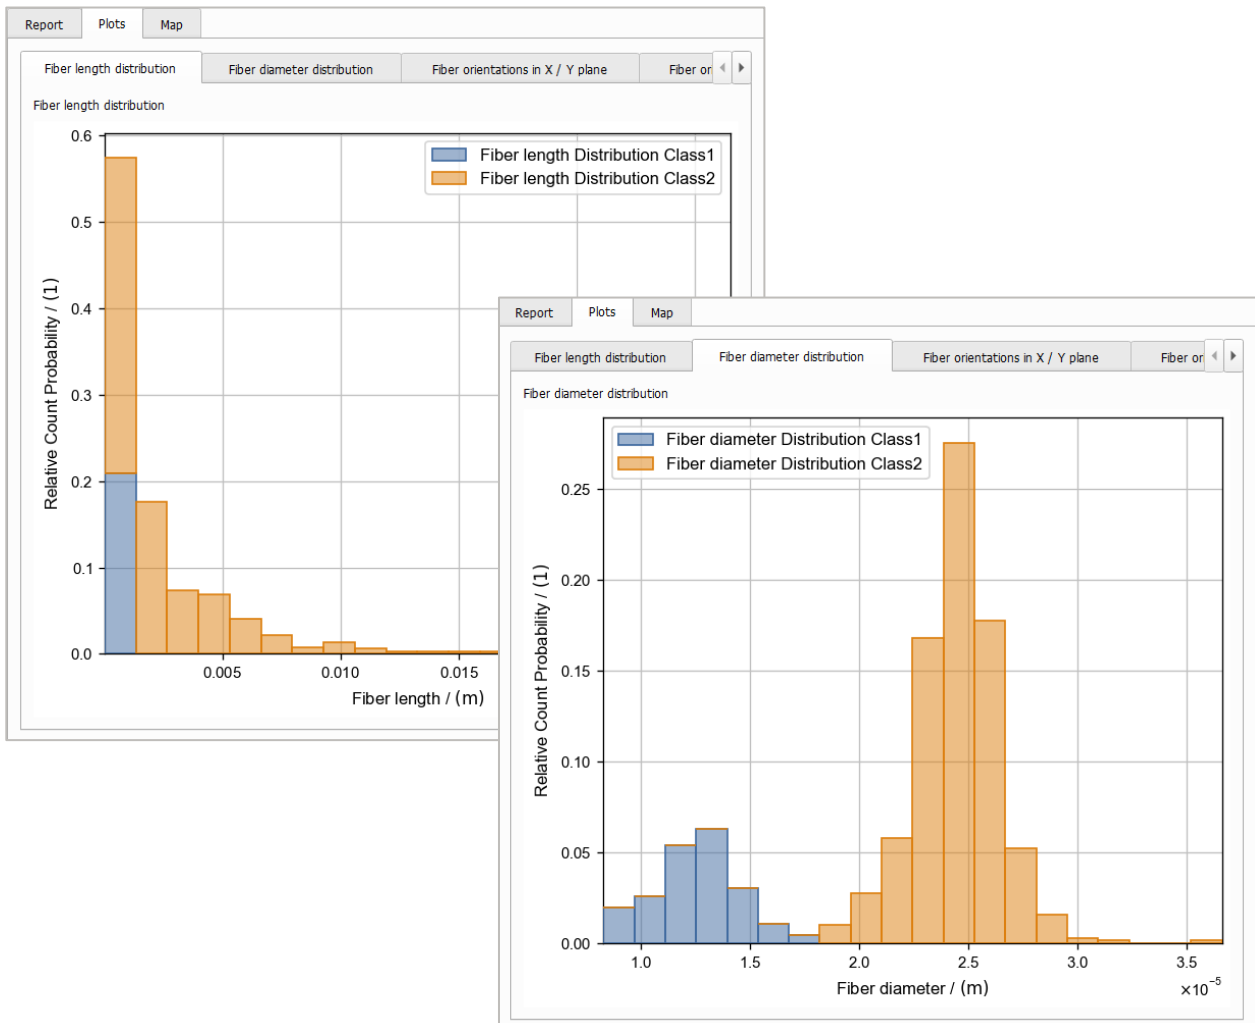 Report Plots Map
Fiber length distribution Fiber diameter distribution Fiber orientations in X / Y plane Fiber or
Fiber length distribution
Fiber length Distribution Class1
Fiber length Distribution Class2
Relative Count Probability / (1)
0.6
0.5
0.4
0.3
0.2
0.1
0.0
0.005 0.010 0.015
Fiber length / (m)
Report Plots Map
Fiber length distribution Fiber diameter distribution Fiber orientations in X / Y plane Fiber or
Fiber diameter distribution
Fiber diameter Distribution Class1
Fiber diameter Distribution Class2
Relative Count Probability / (1)
0.25
0.20
0.15
0.10
0.05
0.00
1.0 1.5 2.0 2.5 3.0 3.5
Fiber diameter / (m) ×10⁻⁵